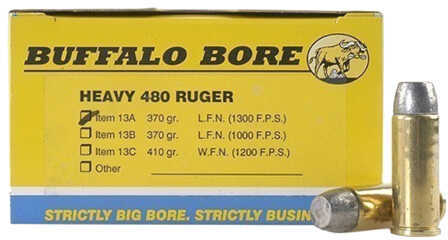 BUFFALO BORE
HEAVY 480 RUGER
Item 13A 370 gr. L.F.N. (1300 F.P.S.)
Item 13B 370 gr. L.F.N. (1000 F.P.S.)
Item 13C 410 gr. W.F.N. (1200 F.P.S.)
Other
STRICTLY BIG BORE. STRICTLY BUSIN